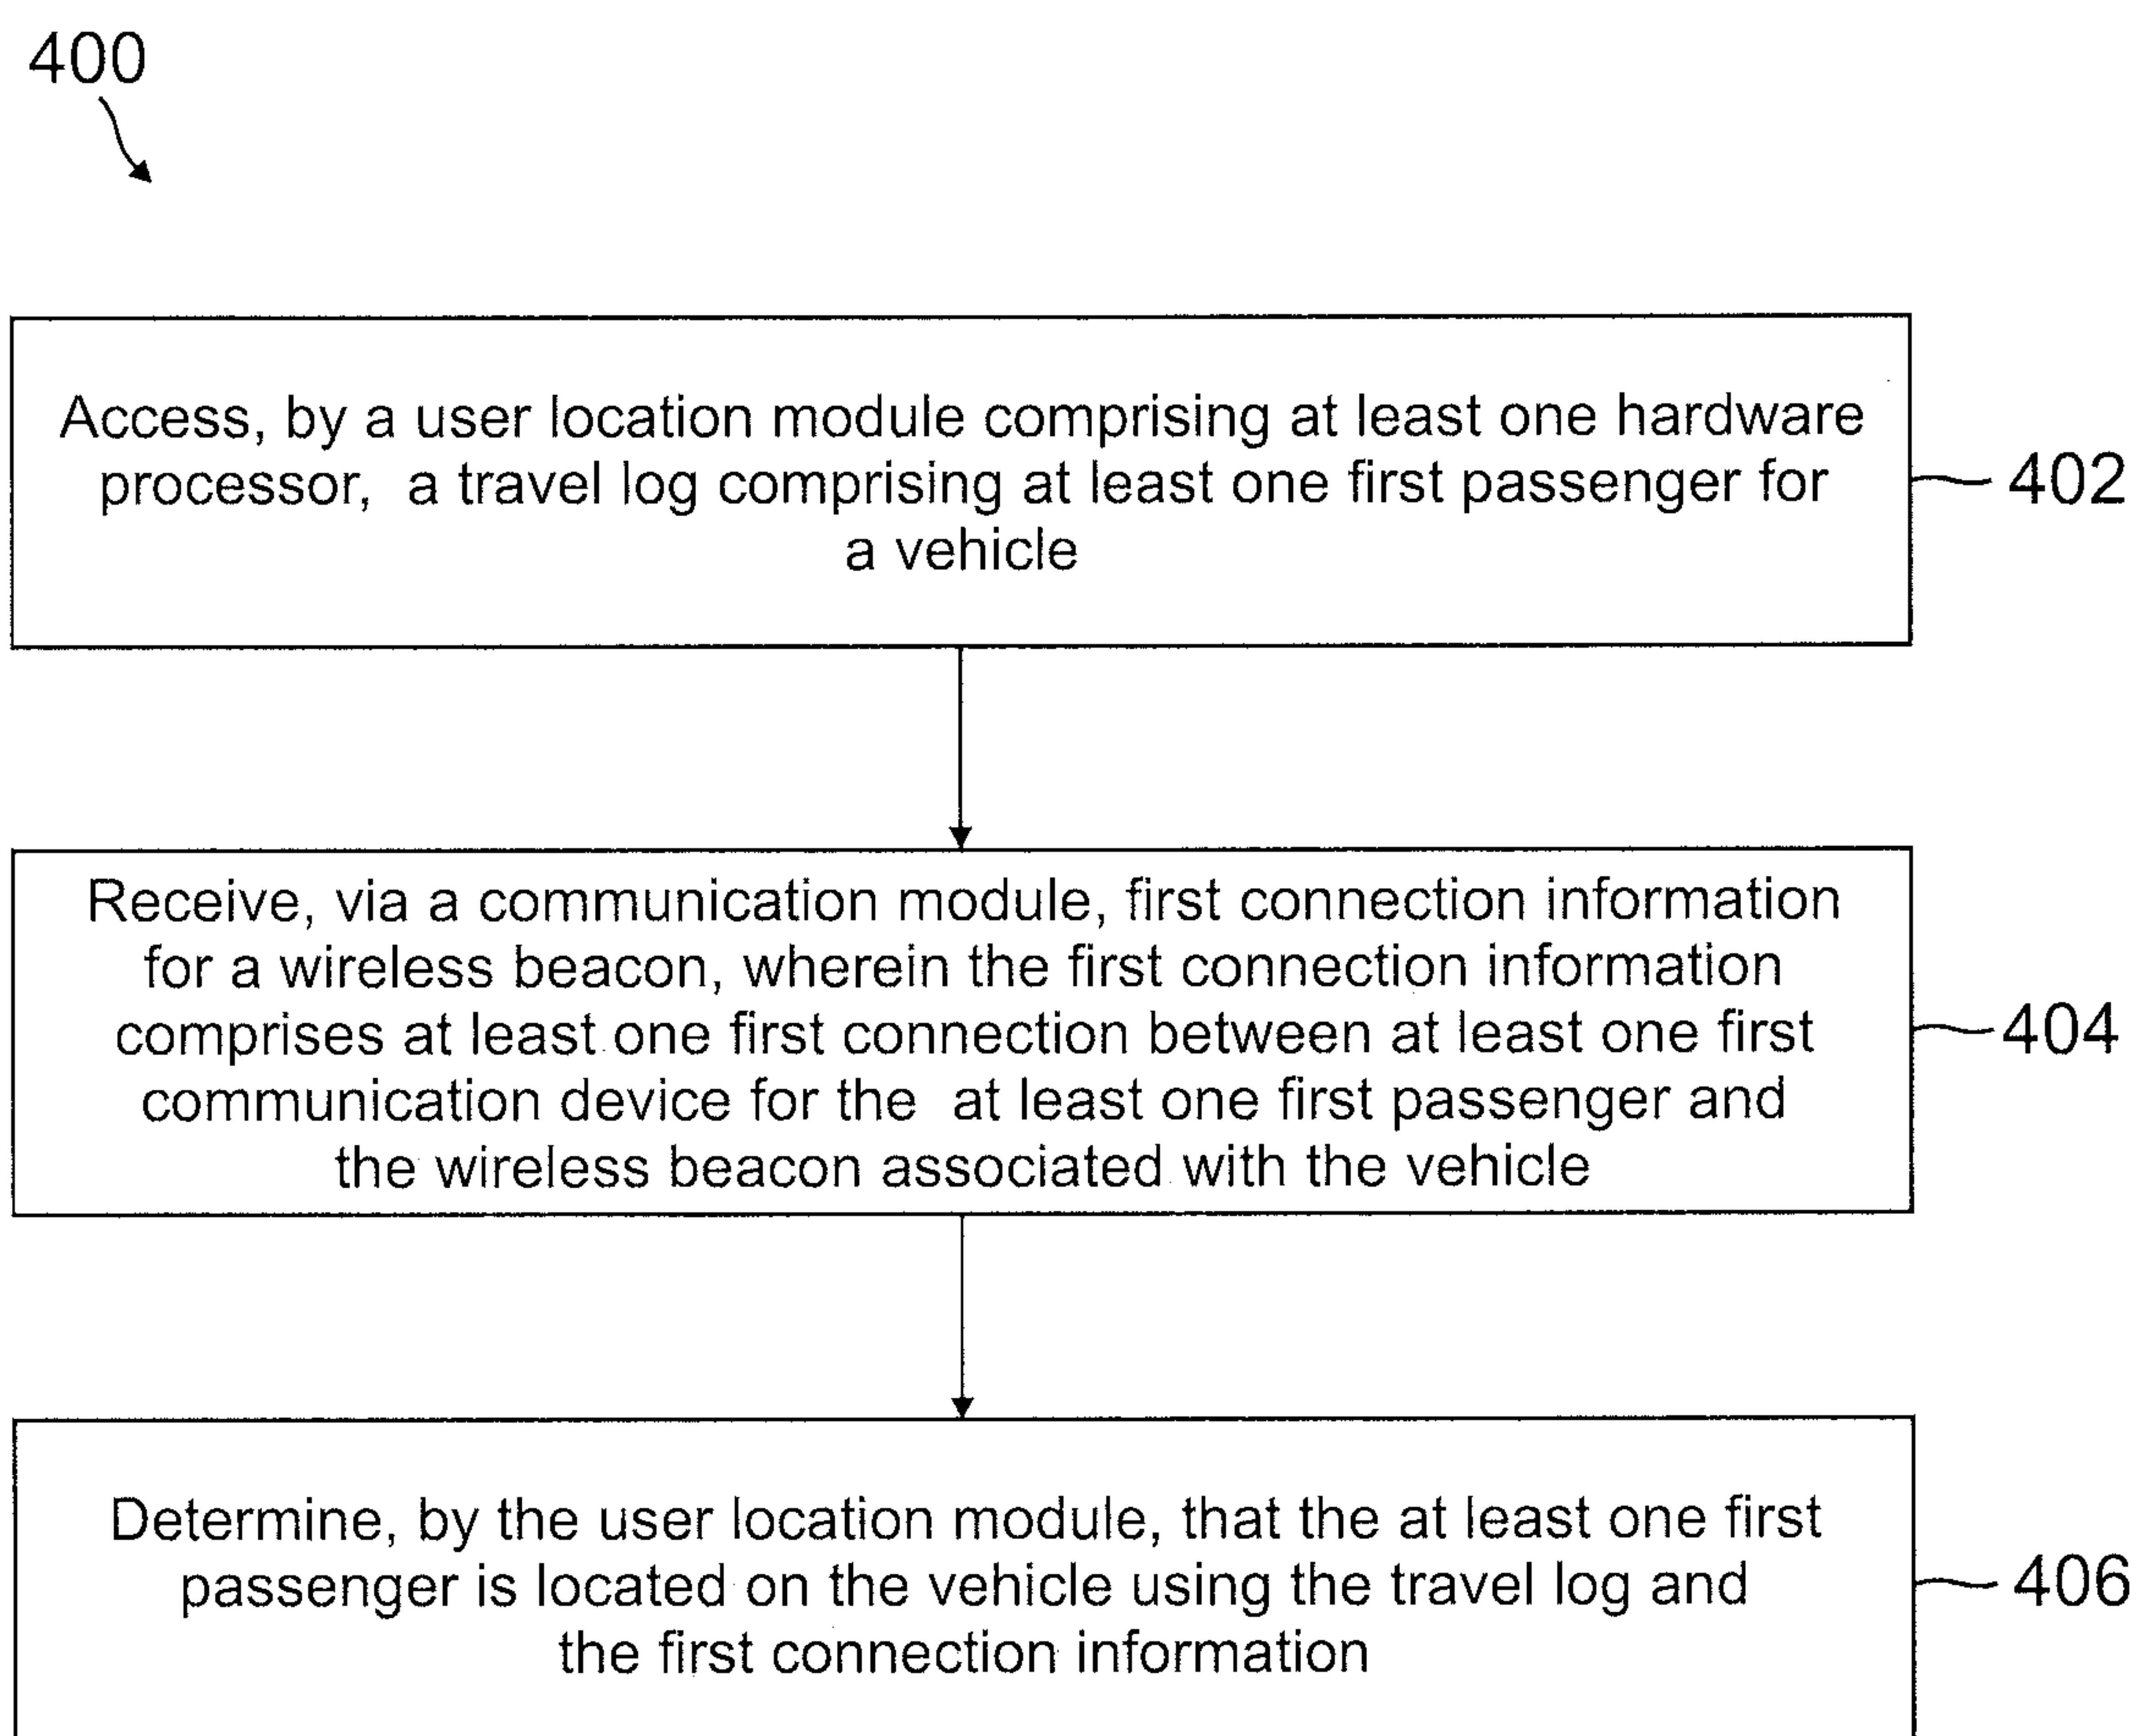 400
Access, by a user location module comprising at least one hardware
processor, a travel log comprising at least one first passenger for
a vehicle
402
Receive, via a communication module, first connection information
for a wireless beacon, wherein the first connection information
comprises at least one first connection between at least one first
communication device for the at least one first passenger and
the wireless beacon associated with the vehicle
404
Determine, by the user location module, that the at least one first
passenger is located on the vehicle using the travel log and
the first connection information
406